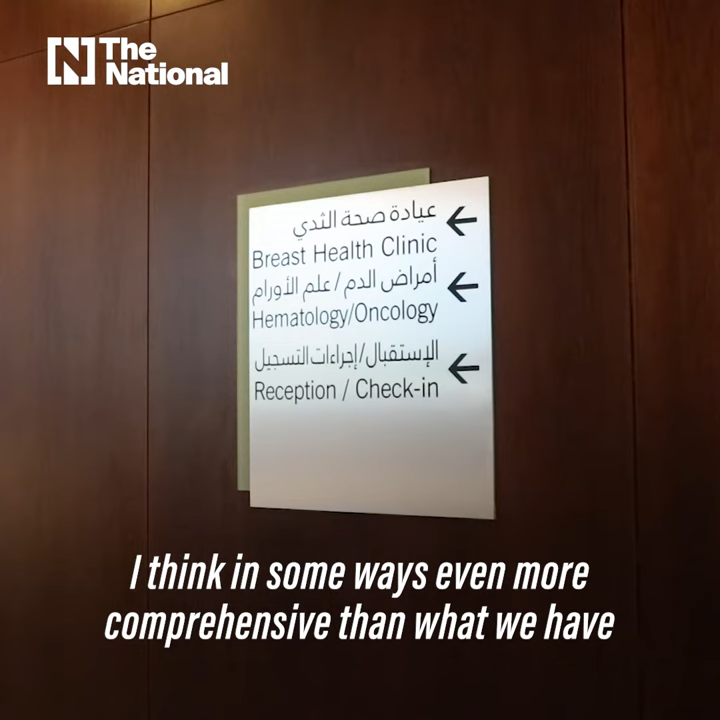 The
National
عيادة صحة الثدي
Breast Health Clinic
أمراض الدم/علم الأورام
Hematology/Oncology
الإستقبال/إجراءات التسجيل
Reception / Check-in
I think in some ways even more
comprehensive than what we have